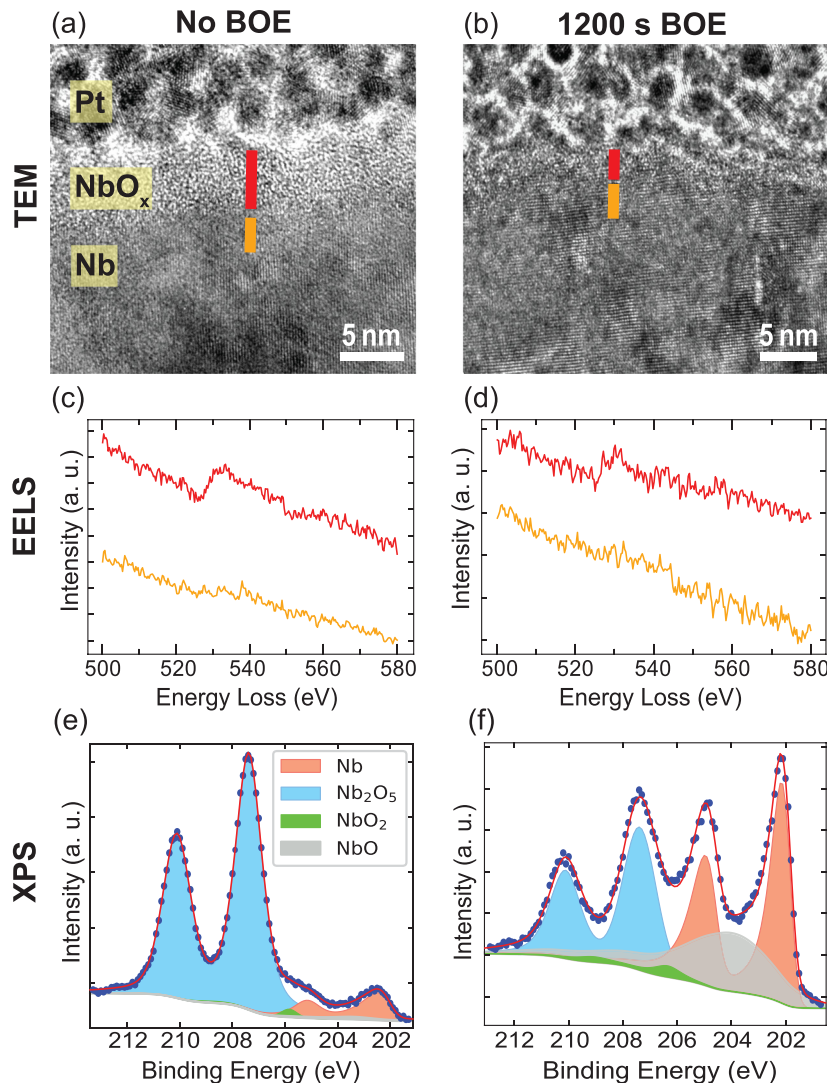 (a) No BOE
(b) 1200 s BOE
TEM
Pt
NbOx
Nb
5 nm
5 nm
(c)
(d)
EELS
Intensity (a. u.)
500 520 540 560 580
Energy Loss (eV)
Intensity (a. u.)
500 520 540 560 580
Energy Loss (eV)
(e)
(f)
XPS
Intensity (a. u.)
Nb
Nb₂O₅
NbO₂
NbO
212 210 208 206 204 202
Binding Energy (eV)
Intensity (a. u.)
212 210 208 206 204 202
Binding Energy (eV)